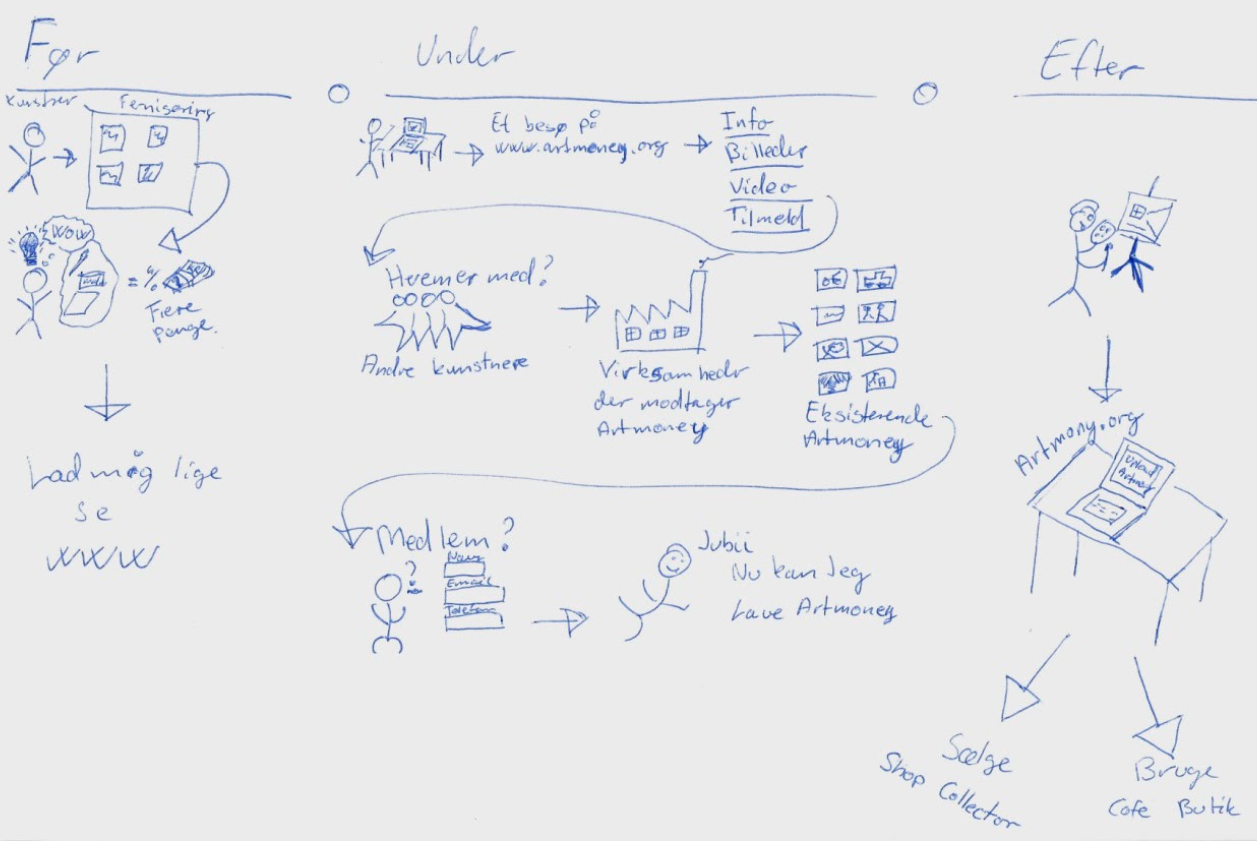 Før
Kunstner
Fernisering
WOW
= %
Flere
penge.
Lad mig lige
se
WWW
Under
Et besø på
www.artmoney.org
Info
Billeder
Video
Tilmeld
Hvem er med?
Andre kunstnere
Virksomheder
der modtager
Artmoney
Eksisterende
Artmoney
Medlem?
?
Navn
Email
Telefon
Jubii
Nu kan Jeg
Lave Artmoney
Efter
Artmony.org
Upload
Artmoney
Sælge
Shop Collector
Bruge
Cafe Butik